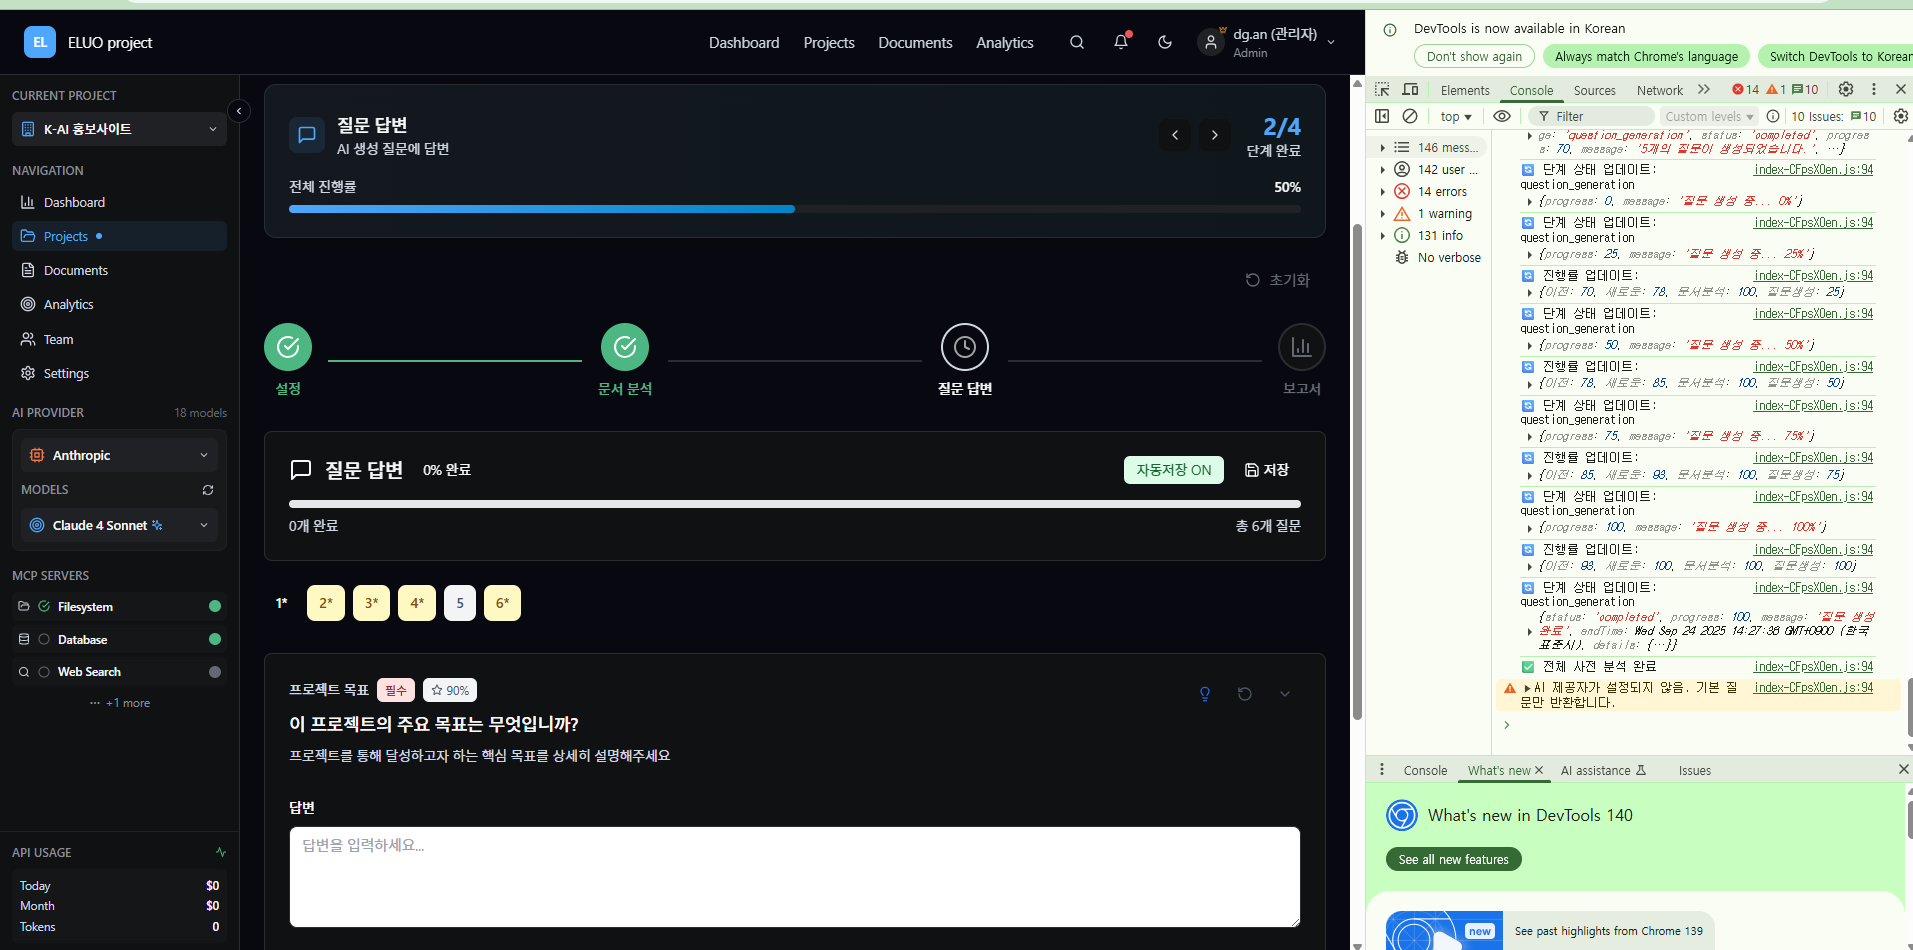 EL ELUO project
Dashboard Projects Documents Analytics
dg.an (관리자)
Admin
CURRENT PROJECT
K-AI 홍보사이트
NAVIGATION
Dashboard
Projects
Documents
Analytics
Team
Settings
AI PROVIDER 18 models
Anthropic
MODELS
Claude 4 Sonnet
MCP SERVERS
Filesystem
Database
Web Search
··· +1 more
API USAGE
Today $0
Month $0
Tokens 0
질문 답변
AI 생성 질문에 답변
2/4
단계 완료
전체 진행률 50%
초기화
설정 문서 분석 질문 답변 보고서
질문 답변 0% 완료 자동저장 ON 저장
0개 완료 총 6개 질문
1* 2* 3* 4* 5 6*
프로젝트 목표 필수 90%
이 프로젝트의 주요 목표는 무엇입니까?
프로젝트를 통해 달성하고자 하는 핵심 목표를 상세히 설명해주세요
답변
답변을 입력하세요...
DevTools is now available in Korean
Don't show again Always match Chrome's language Switch DevTools to Korean
Elements Console Sources Network 14 1 10
top Filter Custom levels 10 Issues: 10
146 mess...
142 user ...
14 errors
1 warning
131 info
No verbose
ge: 'question_generation', status: 'completed', progres
s: 70, message: '5개의 질문이 생성되었습니다.', …}
단계 상태 업데이트: index-CFpsXOen.js:94
question_generation
{progress: 0, message: '질문 생성 중... 0%'}
단계 상태 업데이트: index-CFpsXOen.js:94
question_generation
{progress: 25, message: '질문 생성 중... 25%'}
진행률 업데이트: index-CFpsXOen.js:94
{이전: 70, 새로운: 78, 문서분석: 100, 질문생성: 25}
단계 상태 업데이트: index-CFpsXOen.js:94
question_generation
{progress: 50, message: '질문 생성 중... 50%'}
진행률 업데이트: index-CFpsXOen.js:94
{이전: 78, 새로운: 85, 문서분석: 100, 질문생성: 50}
단계 상태 업데이트: index-CFpsXOen.js:94
question_generation
{progress: 75, message: '질문 생성 중... 75%'}
진행률 업데이트: index-CFpsXOen.js:94
{이전: 85, 새로운: 93, 문서분석: 100, 질문생성: 75}
단계 상태 업데이트: index-CFpsXOen.js:94
question_generation
{progress: 100, message: '질문 생성 중... 100%'}
진행률 업데이트: index-CFpsXOen.js:94
{이전: 93, 새로운: 100, 문서분석: 100, 질문생성: 100}
단계 상태 업데이트: index-CFpsXOen.js:94
question_generation
{status: 'completed', progress: 100, message: '질문 생성
완료', endTime: Wed Sep 24 2025 14:27:38 GMT+0900 (한국
표준시), details: {…}}
전체 사전 분석 완료 index-CFpsXOen.js:94
AI 제공자가 설정되지 않음. 기본 질 index-CFpsXOen.js:94
문만 반환합니다.
Console What's new AI assistance Issues
What's new in DevTools 140
See all new features
new See past highlights from Chrome 139